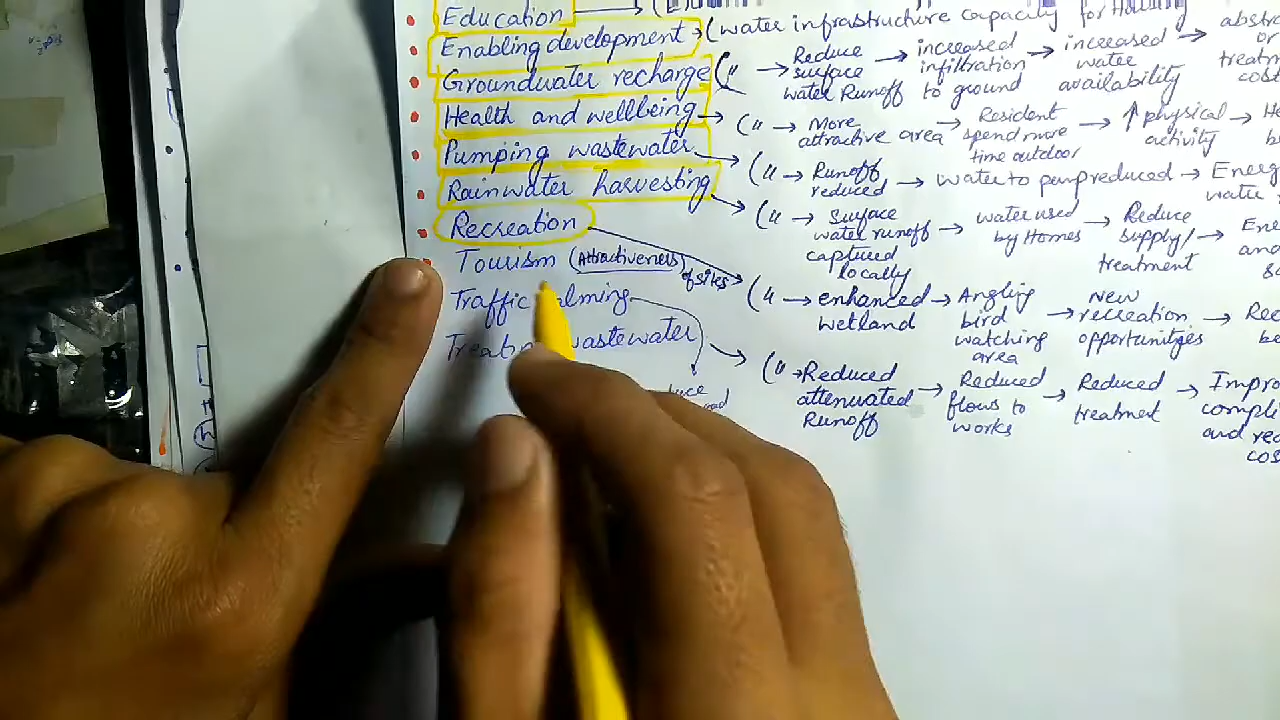 Education
Enabling development → (water infrastructure capacity for Housing
Groundwater recharge (" → Reduce surface water Runoff → increased infiltration to ground → increased water availability →
Health and wellbeing → (" → More attractive area → Resident spend more time outdoor → ↑ physical activity →
Pumping wastewater → (" → Runoff reduced → water to pump reduced →
Rainwater harvesting → (" → Surface water runoff captured locally → water used by Homes → Reduce supply/ treatment →
Recreation → (" → enhanced wetland → Angling bird watching area → New recreation opportunitges →
Tourism (Attractiveness of sites)
Traffic
wastewater → (" → Reduced attenuated Runoff → Reduced flows to works → Reduced treatment →
and
cos